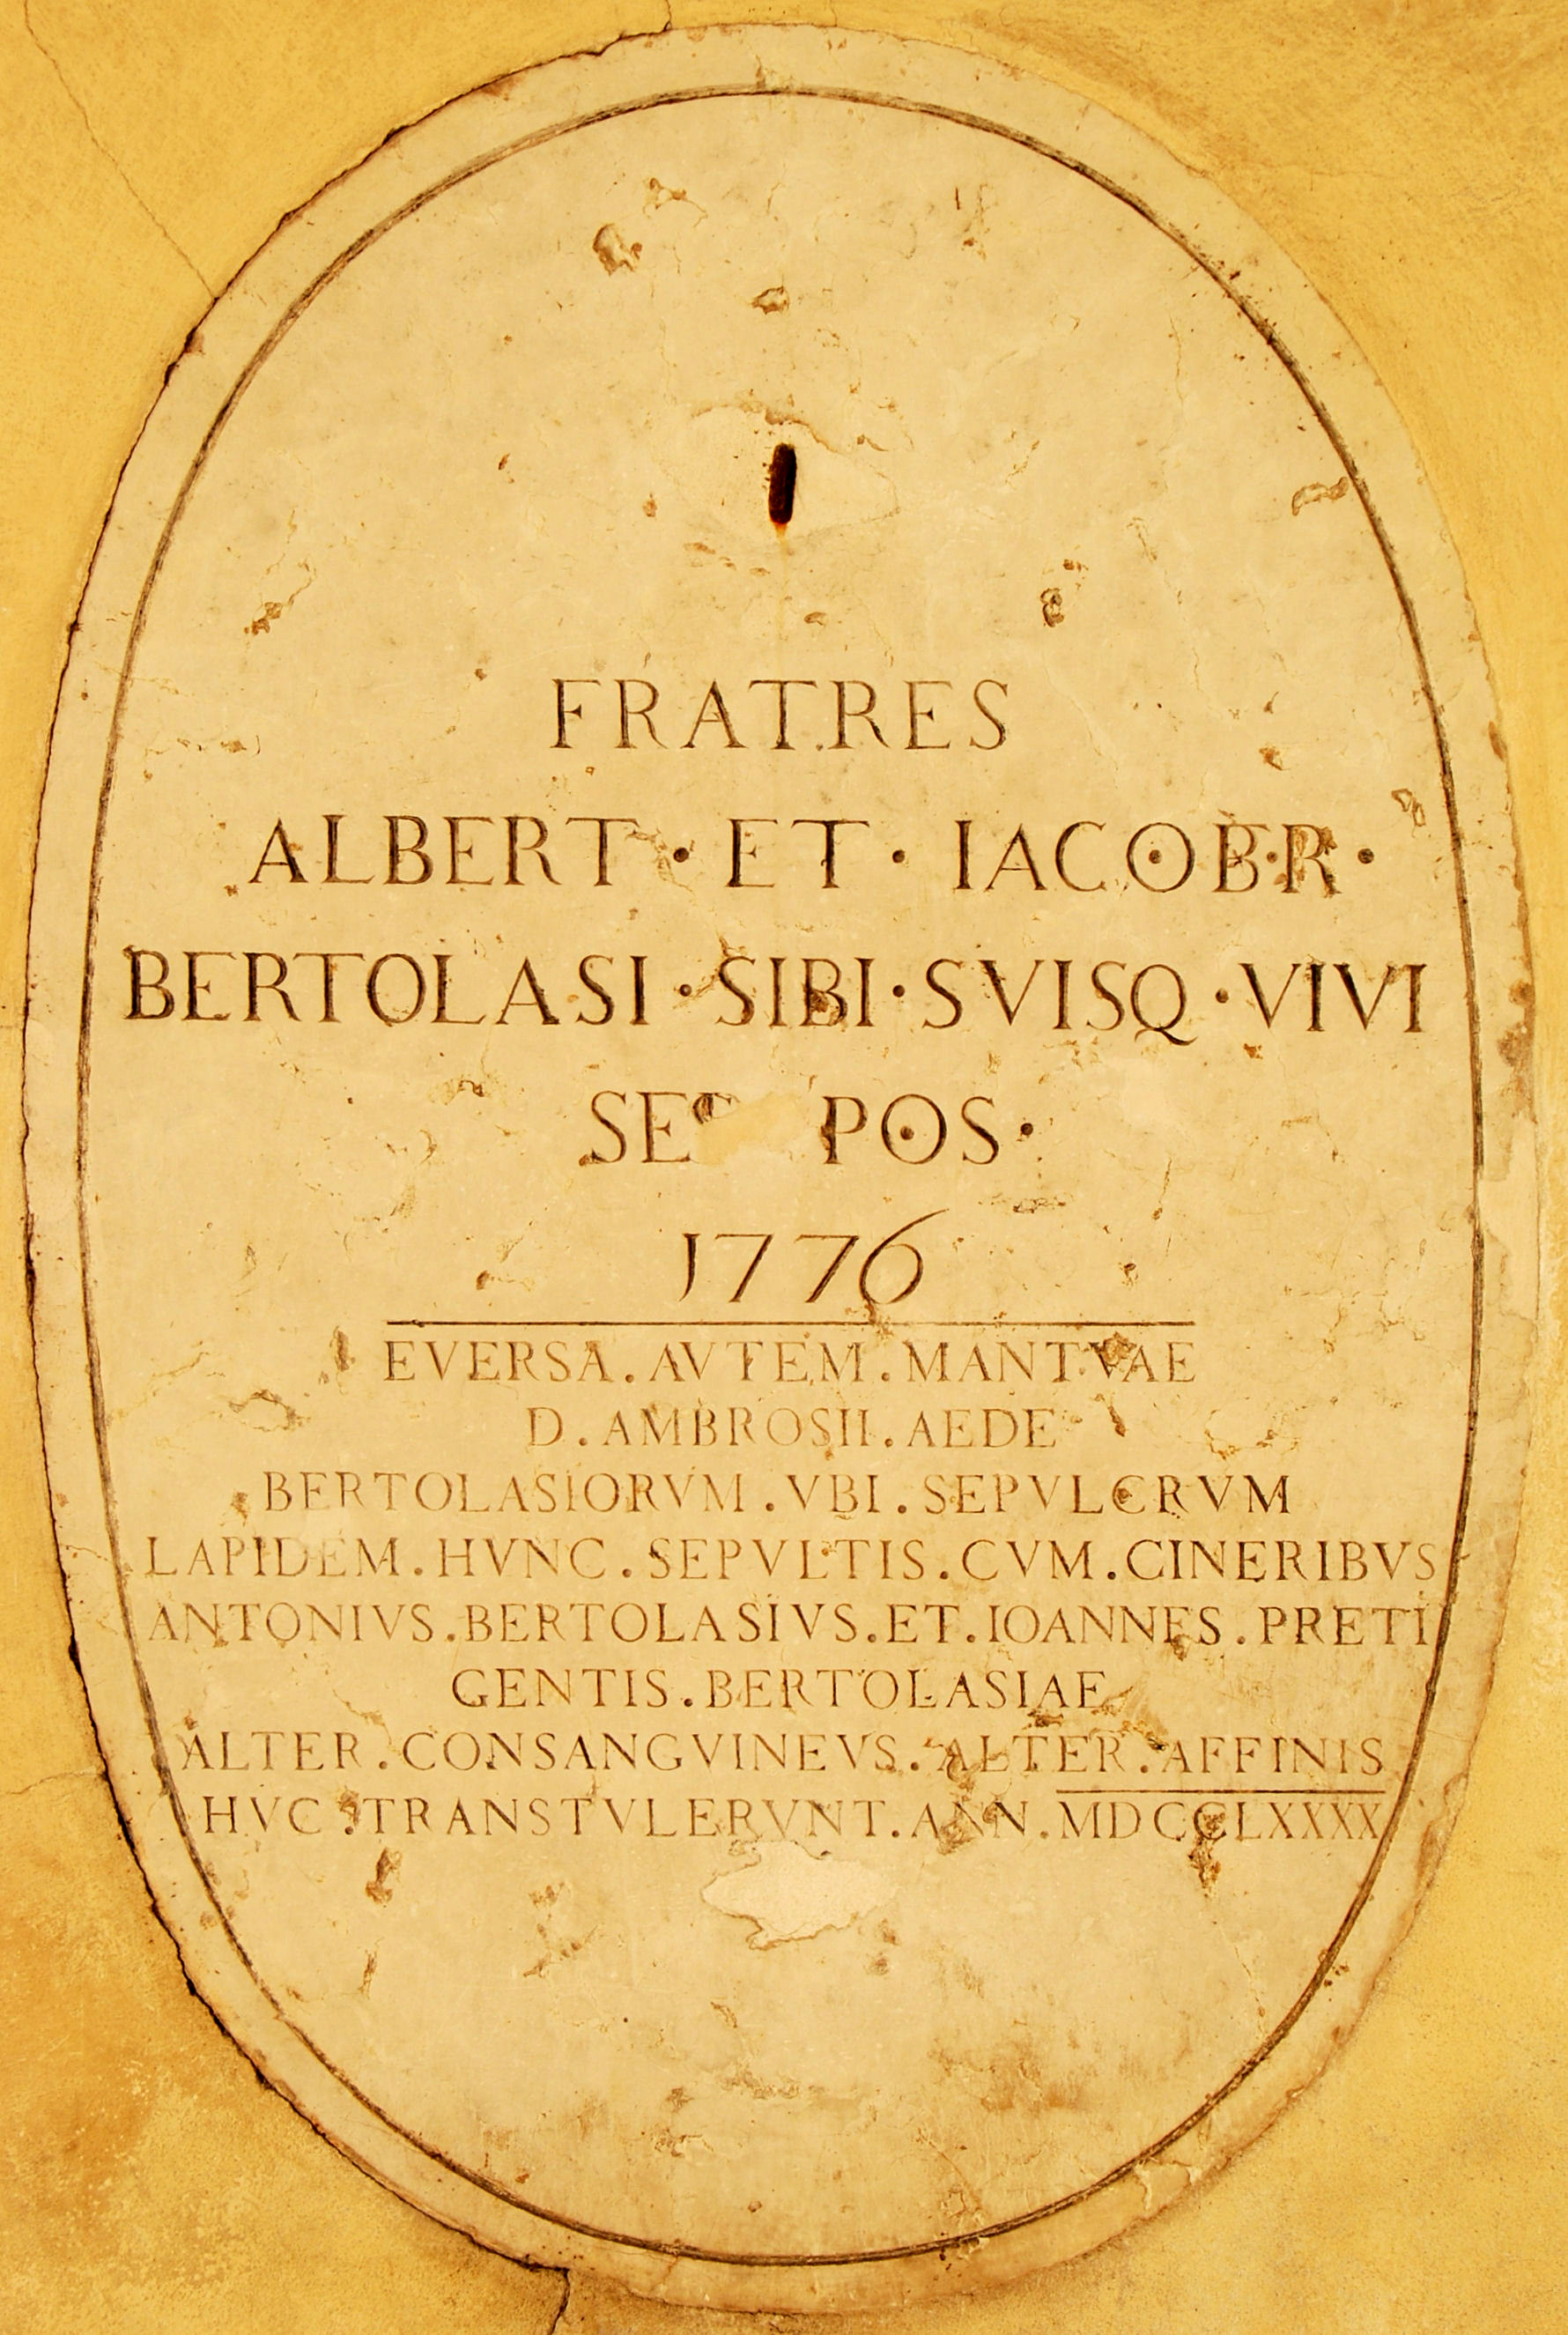 FRATRES
ALBERT · ET · IACOB·R·
BERTOLASI · SIBI · SVISQ · VIVI
POS·
1776
EVERSA . AVTEM . MANTVAE
D . AMBROSII . AEDE
BERTOLASIORVM . VBI . SEPVLCRVM
LAPIDEM . HVNC . SEPVLTIS . CVM . CINERIBVS
ANTONIVS . BERTOLASIVS . ET . IOANNES . PRETI
GENTIS . BERTOLASIAE
ALTER . CONSANGVINEVS . ALTER . AFFINIS
HVC . TRANSTVLERVNT . ANN . MDCCLXXXX